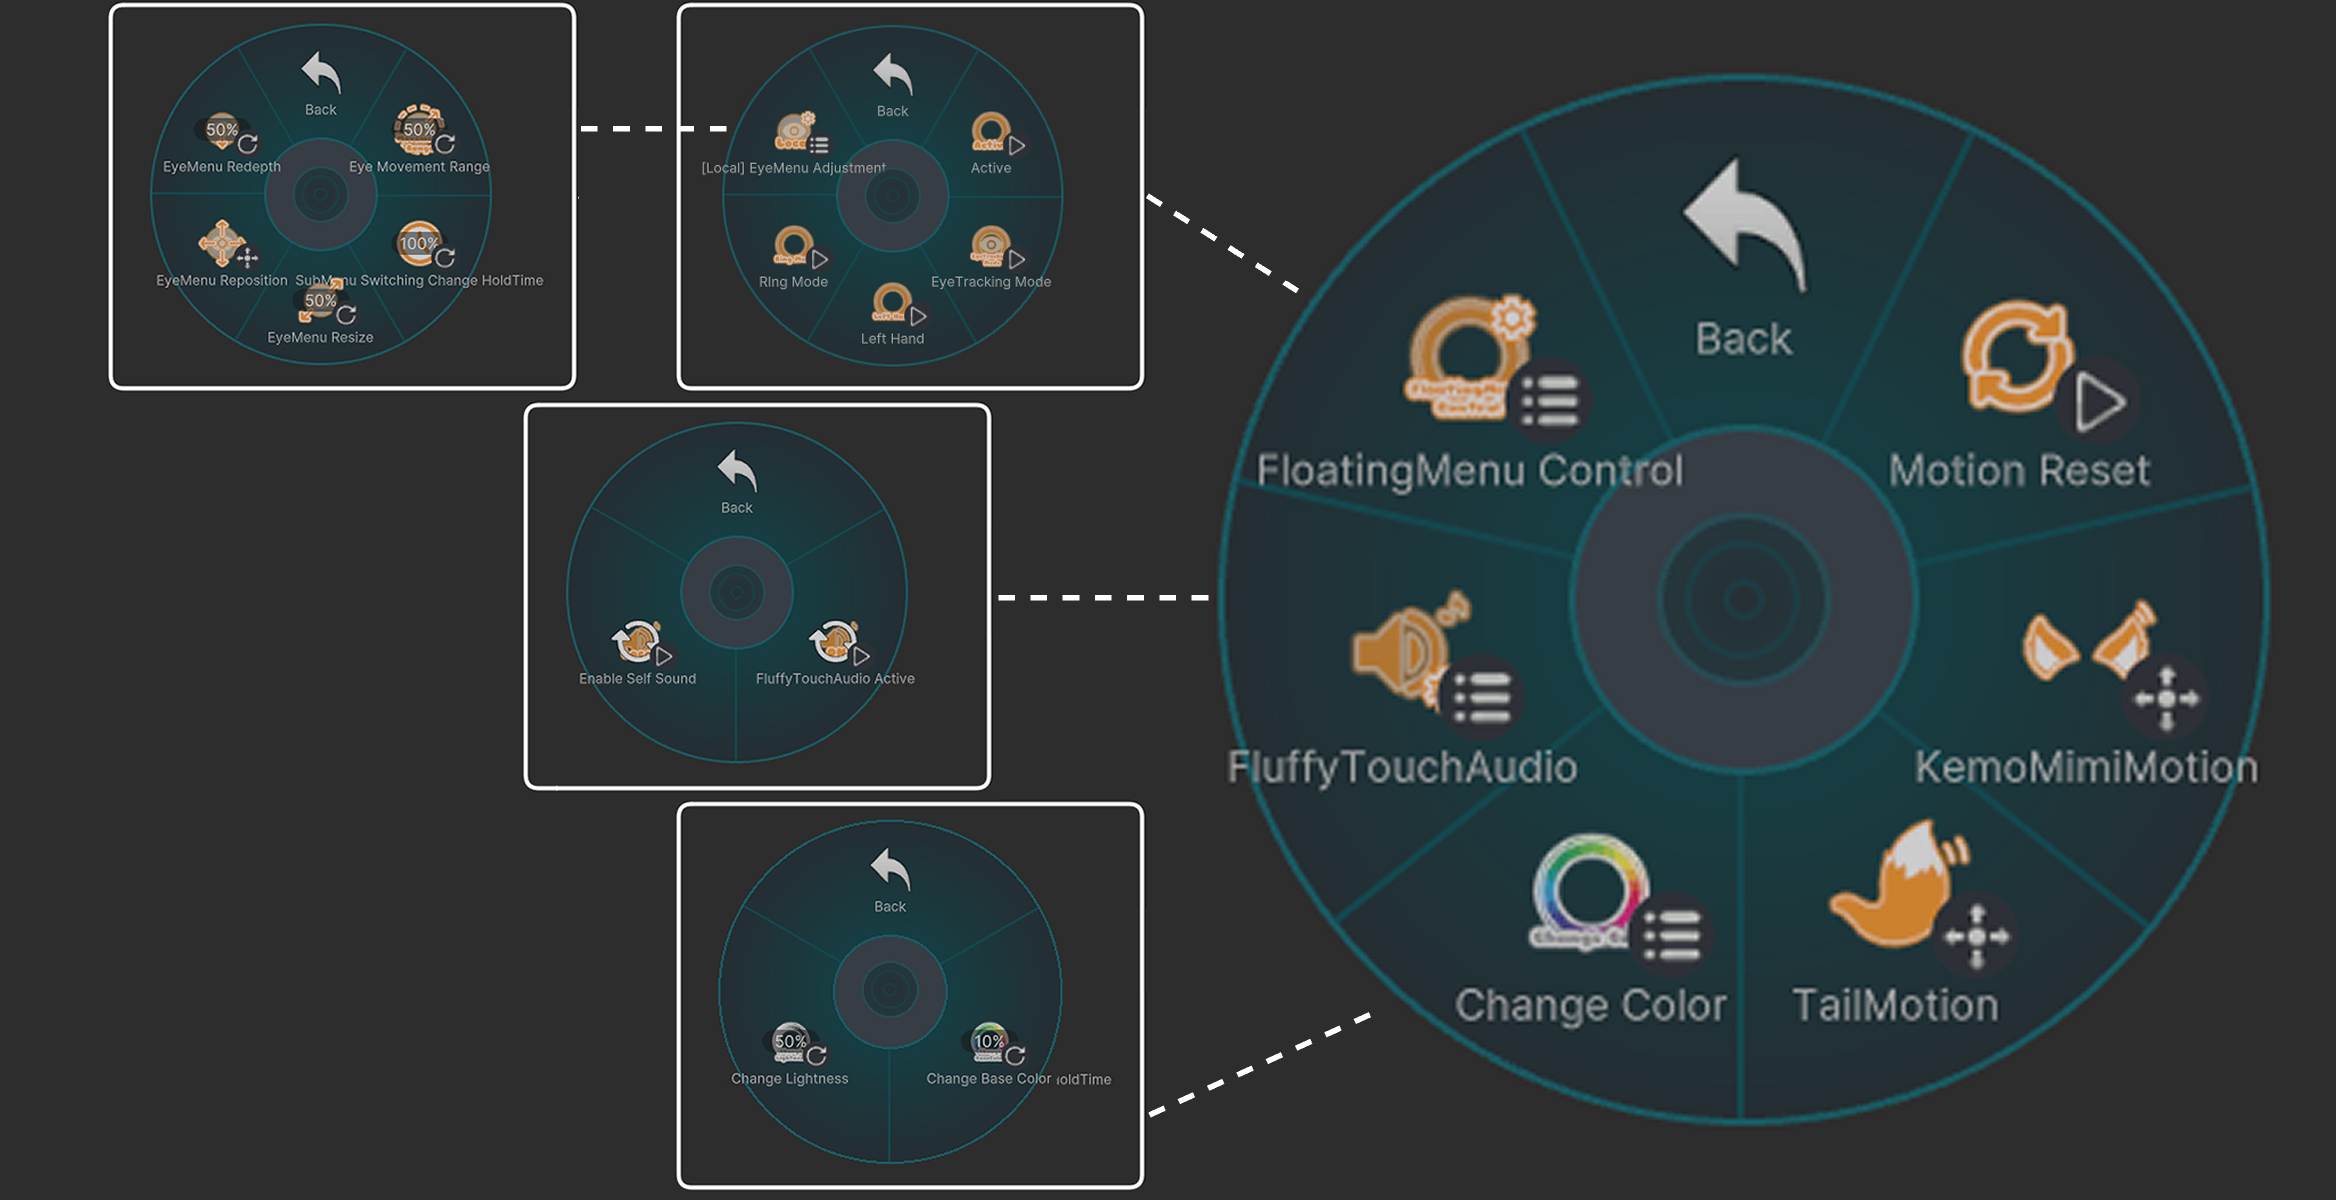 Back
50%
50%
EyeMenu Redepth
Eye Movement Range
100%
EyeMenu Reposition
SubMenu Switching Change HoldTime
50%
EyeMenu Resize
Back
[Local] EyeMenu Adjustment
Active
RIng Mode
EyeTracking Mode
Left Hand
Back
Enable Self Sound
FluffyTouchAudio Active
Back
50%
10%
Change Lightness
Change Base Color
oldTime
Back
FloatingMenu Control
Motion Reset
FluffyTouchAudio
KemoMimiMotion
Change Color
TailMotion